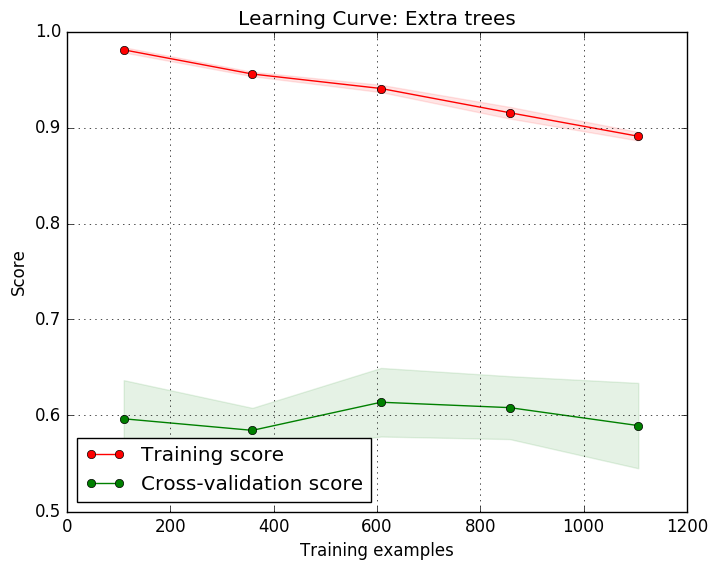 Learning Curve: Extra trees
1.0
0.9
0.8
0.7
0.6
0.5
Score
Training score
Cross-validation score
0 200 400 600 800 1000 1200
Training examples